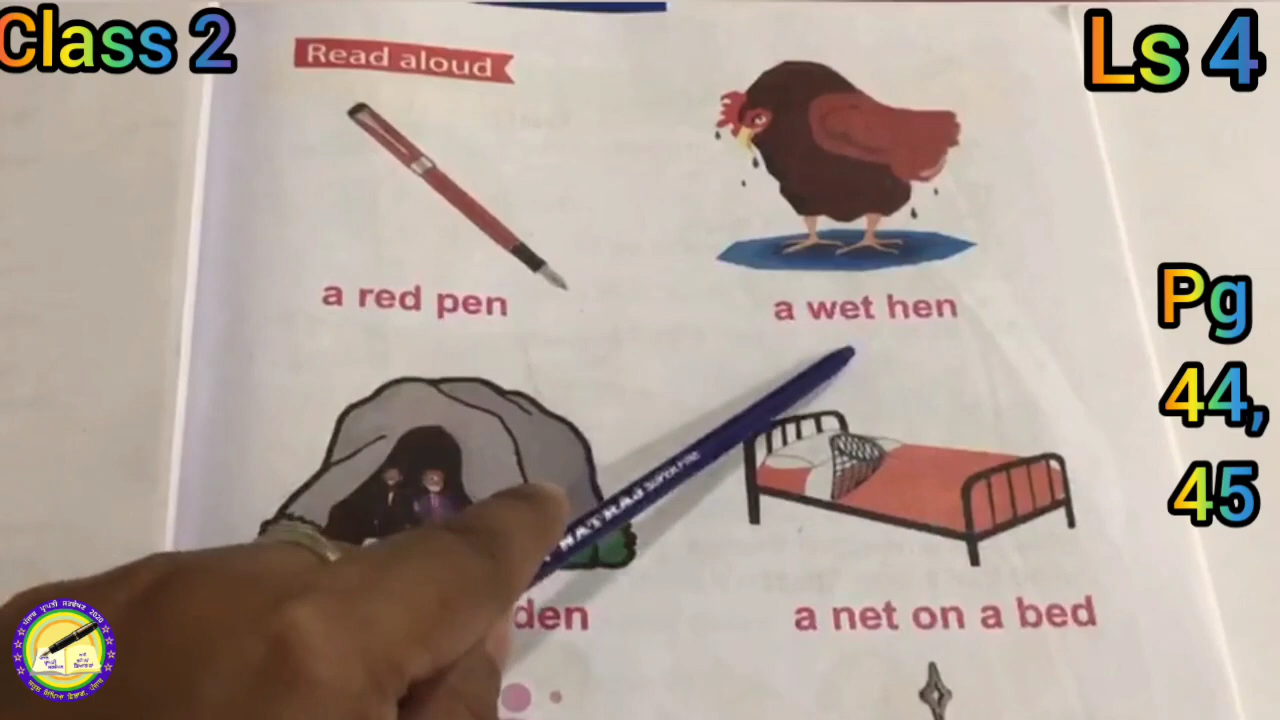 Class 2
Ls 4
Read aloud
a red pen
a wet hen
Pg
44,
45
NATRAJ
den
a net on a bed